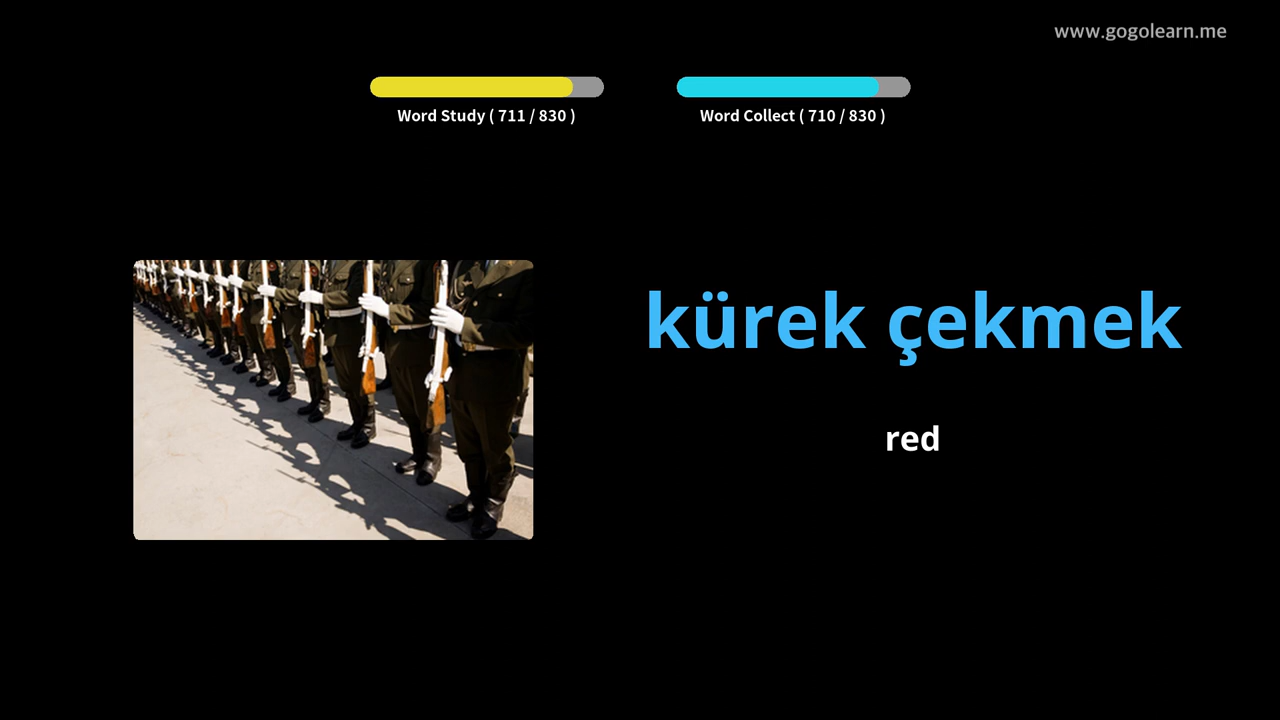 www.gogolearn.me
Word Study ( 711 / 830 )
Word Collect ( 710 / 830 )
kürek çekmek
red